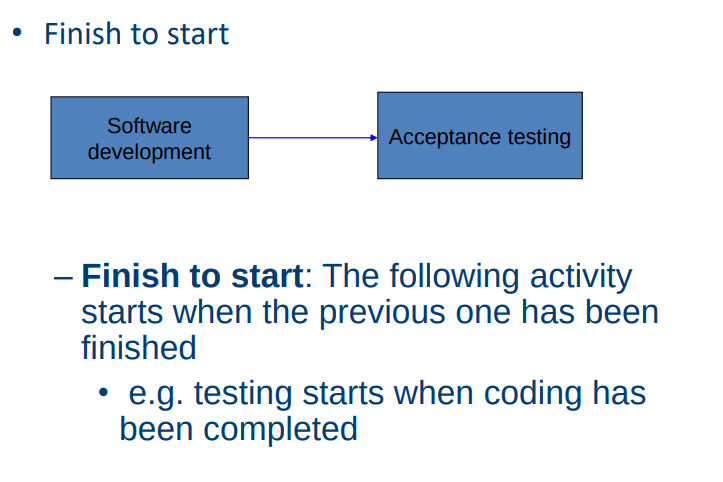 • Finish to start
Software
development
Acceptance testing
– Finish to start: The following activity
starts when the previous one has been
finished
• e.g. testing starts when coding has
been completed